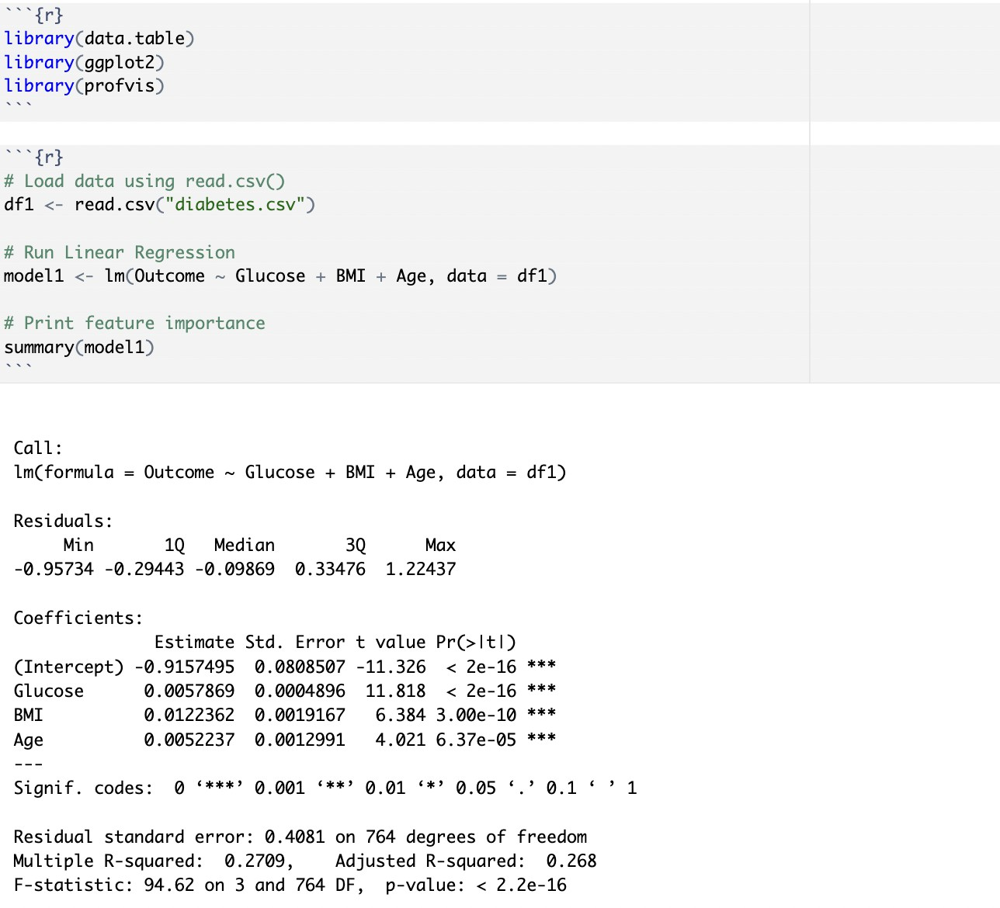 ```{r}
library(data.table)
library(ggplot2)
library(profvis)
```
```{r}
# Load data using read.csv()
df1 <- read.csv("diabetes.csv")
# Run Linear Regression
model1 <- lm(Outcome ~ Glucose + BMI + Age, data = df1)
# Print feature importance
summary(model1)
```
Call:
lm(formula = Outcome ~ Glucose + BMI + Age, data = df1)
Residuals:
     Min       1Q   Median       3Q      Max
-0.95734 -0.29443 -0.09869  0.33476  1.22437
Coefficients:
              Estimate Std. Error t value Pr(>|t|)
(Intercept) -0.9157495  0.0808507 -11.326  < 2e-16 ***
Glucose      0.0057869  0.0004896  11.818  < 2e-16 ***
BMI          0.0122362  0.0019167   6.384 3.00e-10 ***
Age          0.0052237  0.0012991   4.021 6.37e-05 ***
---
Signif. codes:  0 ‘***’ 0.001 ‘**’ 0.01 ‘*’ 0.05 ‘.’ 0.1 ‘ ’ 1
Residual standard error: 0.4081 on 764 degrees of freedom
Multiple R-squared:  0.2709,    Adjusted R-squared:  0.268
F-statistic: 94.62 on 3 and 764 DF,  p-value: < 2.2e-16